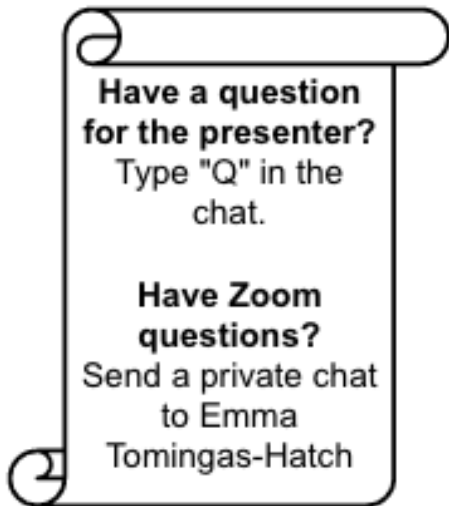 Have a question
for the presenter?
Type "Q" in the
chat.
Have Zoom
questions?
Send a private chat
to Emma
Tomingas-Hatch